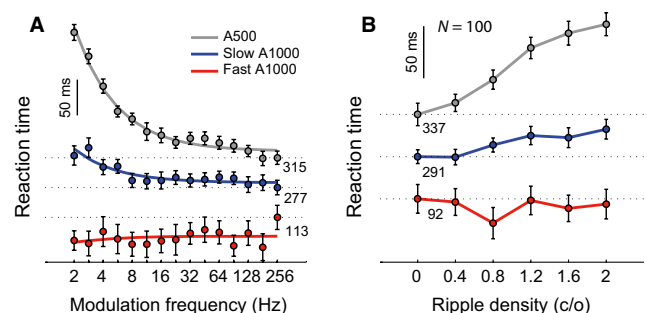 A
A500
Slow A1000
Fast A1000
50 ms
Reaction time
315
277
113
2 4 8 16 32 64 128 256
Modulation frequency (Hz)
B
N = 100
50 ms
Reaction time
337
291
92
0 0.4 0.8 1.2 1.6 2
Ripple density (c/o)